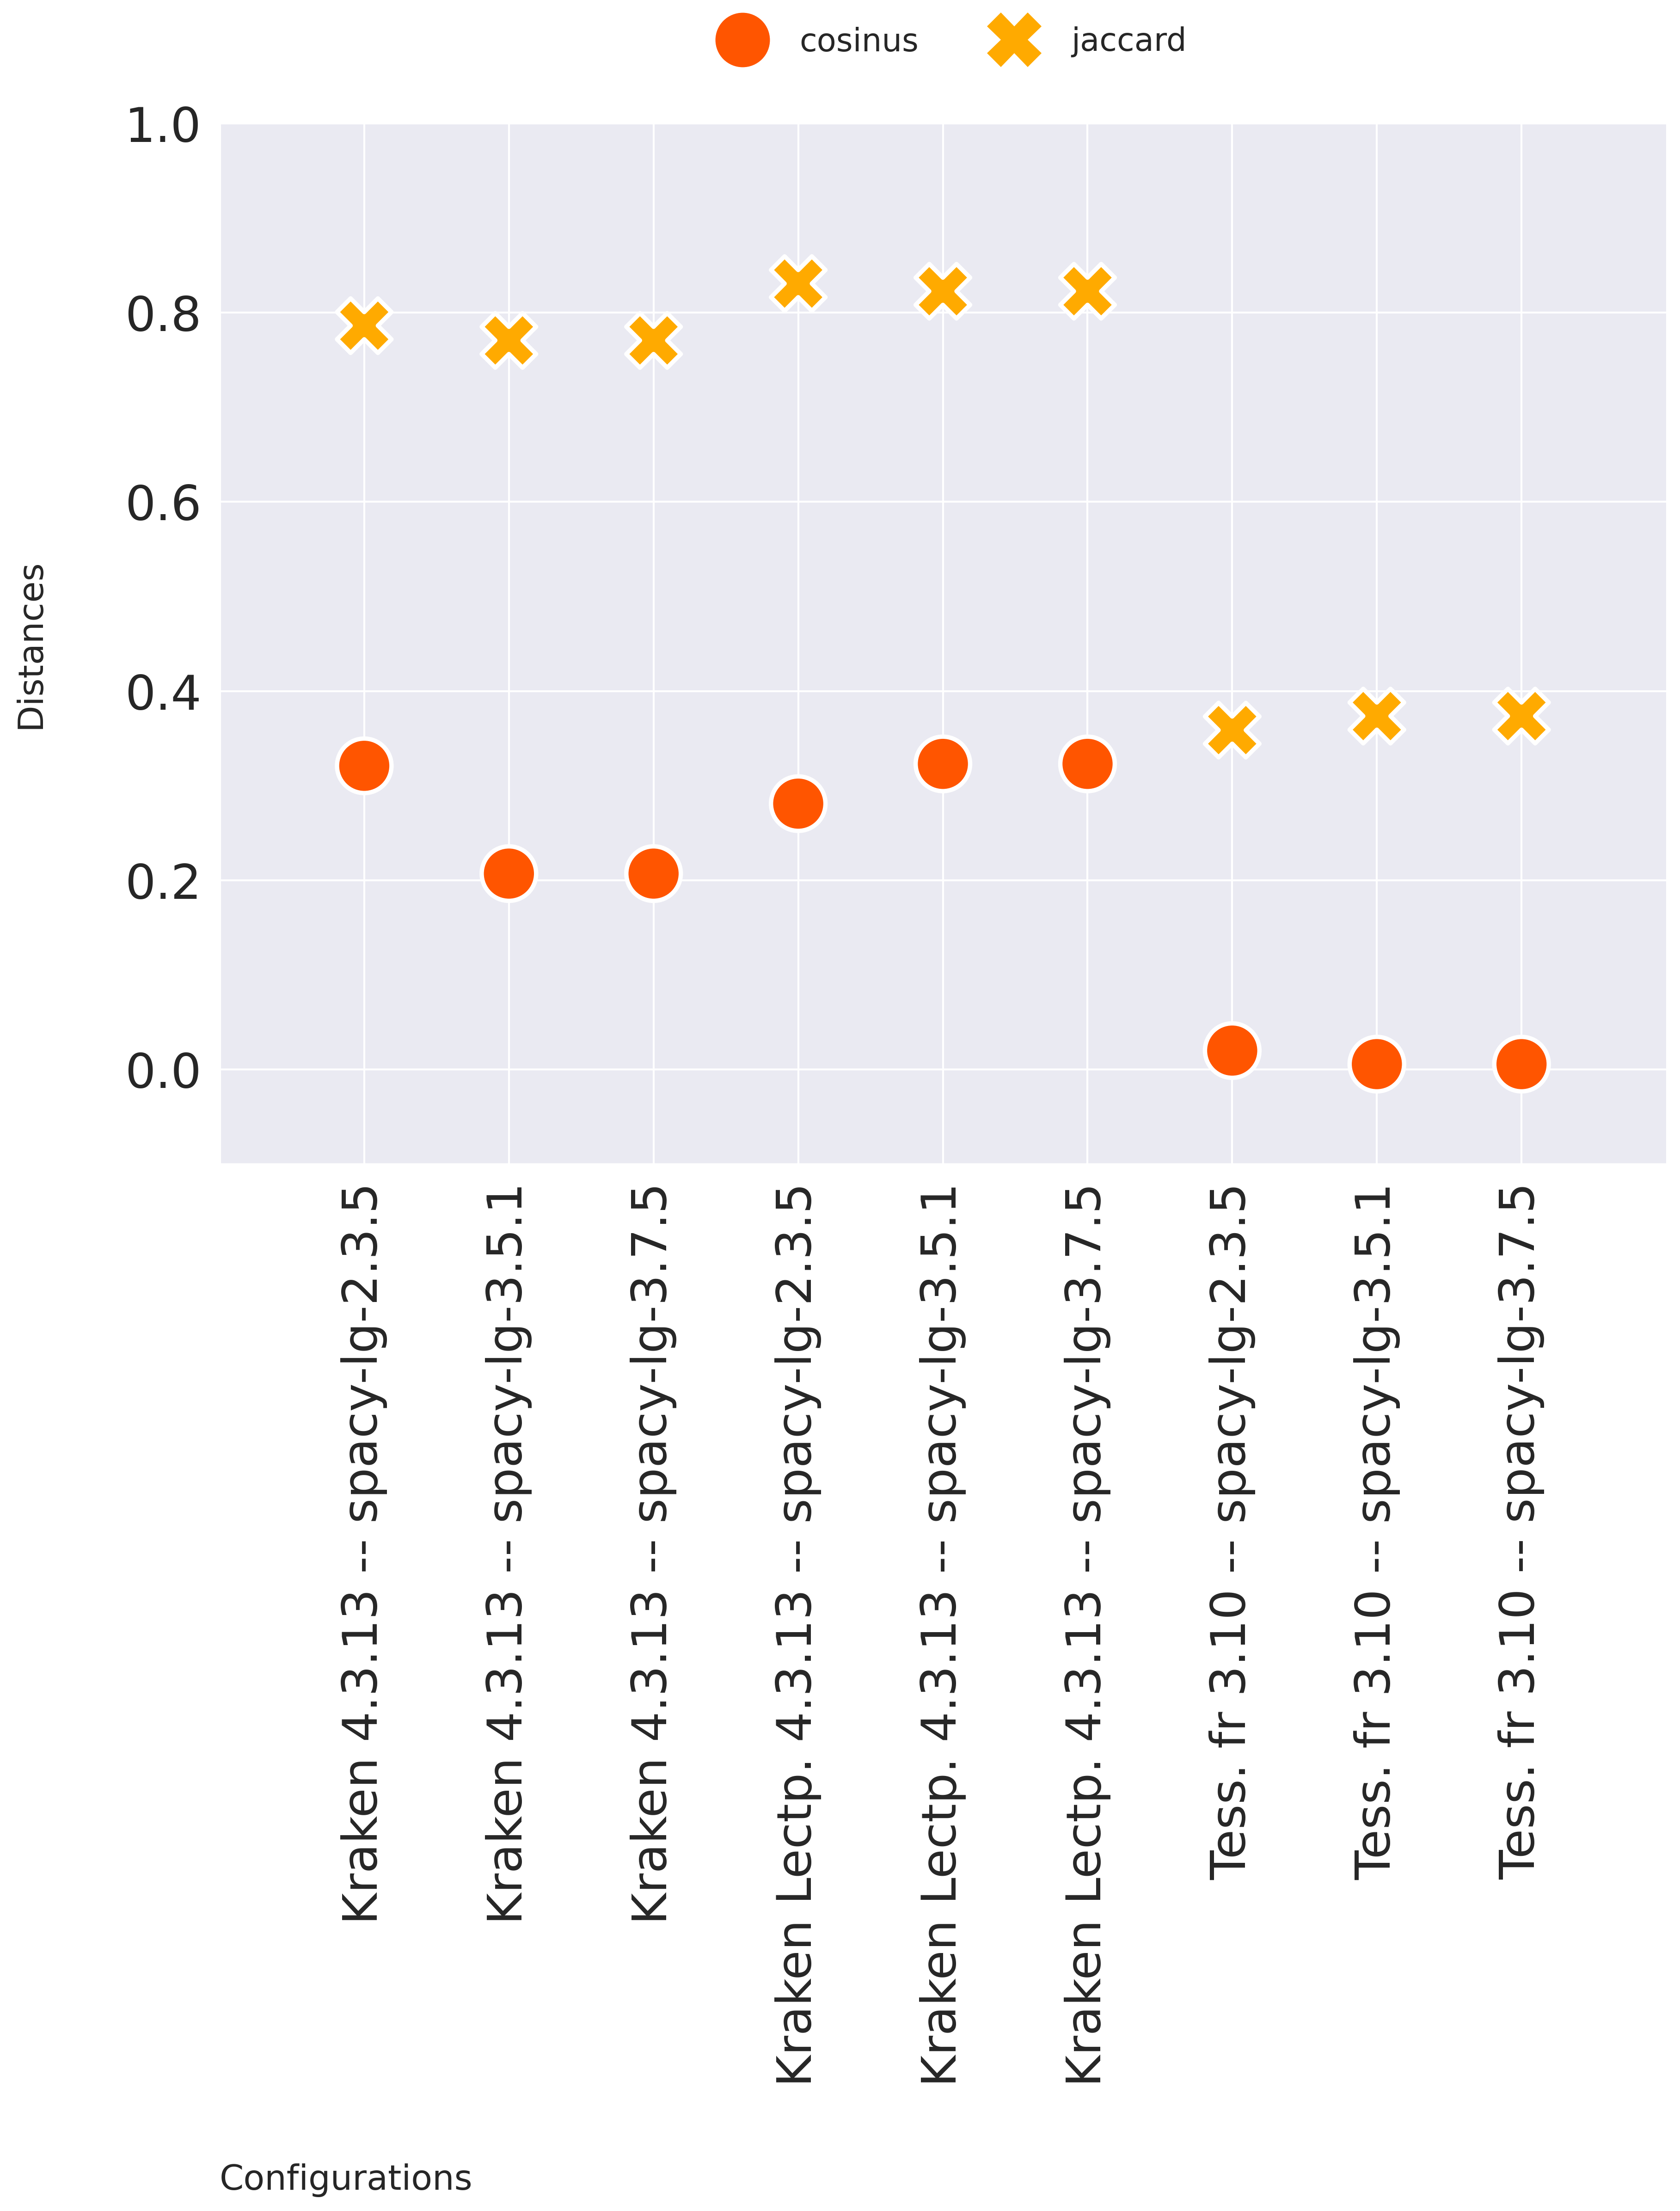 cosinus
jaccard
1.0
0.8
0.6
0.4
0.2
0.0
Distances
Kraken 4.3.13 -- spacy-lg-2.3.5
Kraken 4.3.13 -- spacy-lg-3.5.1
Kraken 4.3.13 -- spacy-lg-3.7.5
Kraken Lectp. 4.3.13 -- spacy-lg-2.3.5
Kraken Lectp. 4.3.13 -- spacy-lg-3.5.1
Kraken Lectp. 4.3.13 -- spacy-lg-3.7.5
Tess. fr 3.10 -- spacy-lg-2.3.5
Tess. fr 3.10 -- spacy-lg-3.5.1
Tess. fr 3.10 -- spacy-lg-3.7.5
Configurations